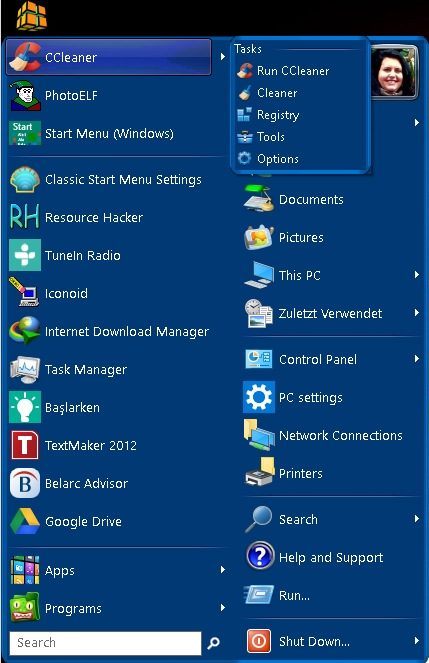 CCleaner
PhotoELF
Start
Start Menu (Windows)
Classic Start Menu Settings
RH
Resource Hacker
TuneIn Radio
Iconoid
Internet Download Manager
Task Manager
Başlarken
T
TextMaker 2012
B
Belarc Advisor
Google Drive
Apps
Programs
Search
Tasks
Run CCleaner
Cleaner
Registry
Tools
Options
Documents
Pictures
This PC
Zuletzt Verwendet
Control Panel
PC settings
Network Connections
Printers
Search
?
Help and Support
Run...
Shut Down...